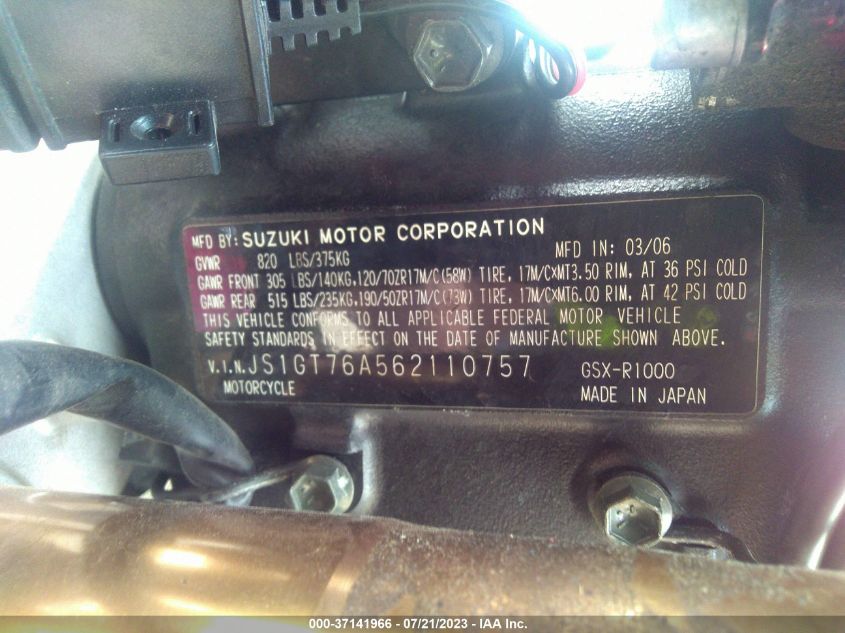 MFD BY: SUZUKI MOTOR CORPORATION
GVWR 820 LBS/375KG MFD IN: 03/06
GAWR FRONT 305 LBS/140KG,120/70ZR17M/C(58W) TIRE, 17M/CXMT3.50 RIM, AT 36 PSI COLD
GAWR REAR 515 LBS/235KG,190/50ZR17M/C(73W) TIRE, 17M/CXMT6.00 RIM, AT 42 PSI COLD
THIS VEHICLE CONFORMS TO ALL APPLICABLE FEDERAL MOTOR VEHICLE
SAFETY STANDARDS IN EFFECT ON THE DATE OF MANUFACTURE SHOWN ABOVE.
V.I.N. JS1GT76A562110757 GSX-R1000
MOTORCYCLE MADE IN JAPAN
000-37141966 - 07/21/2023 - IAA Inc.